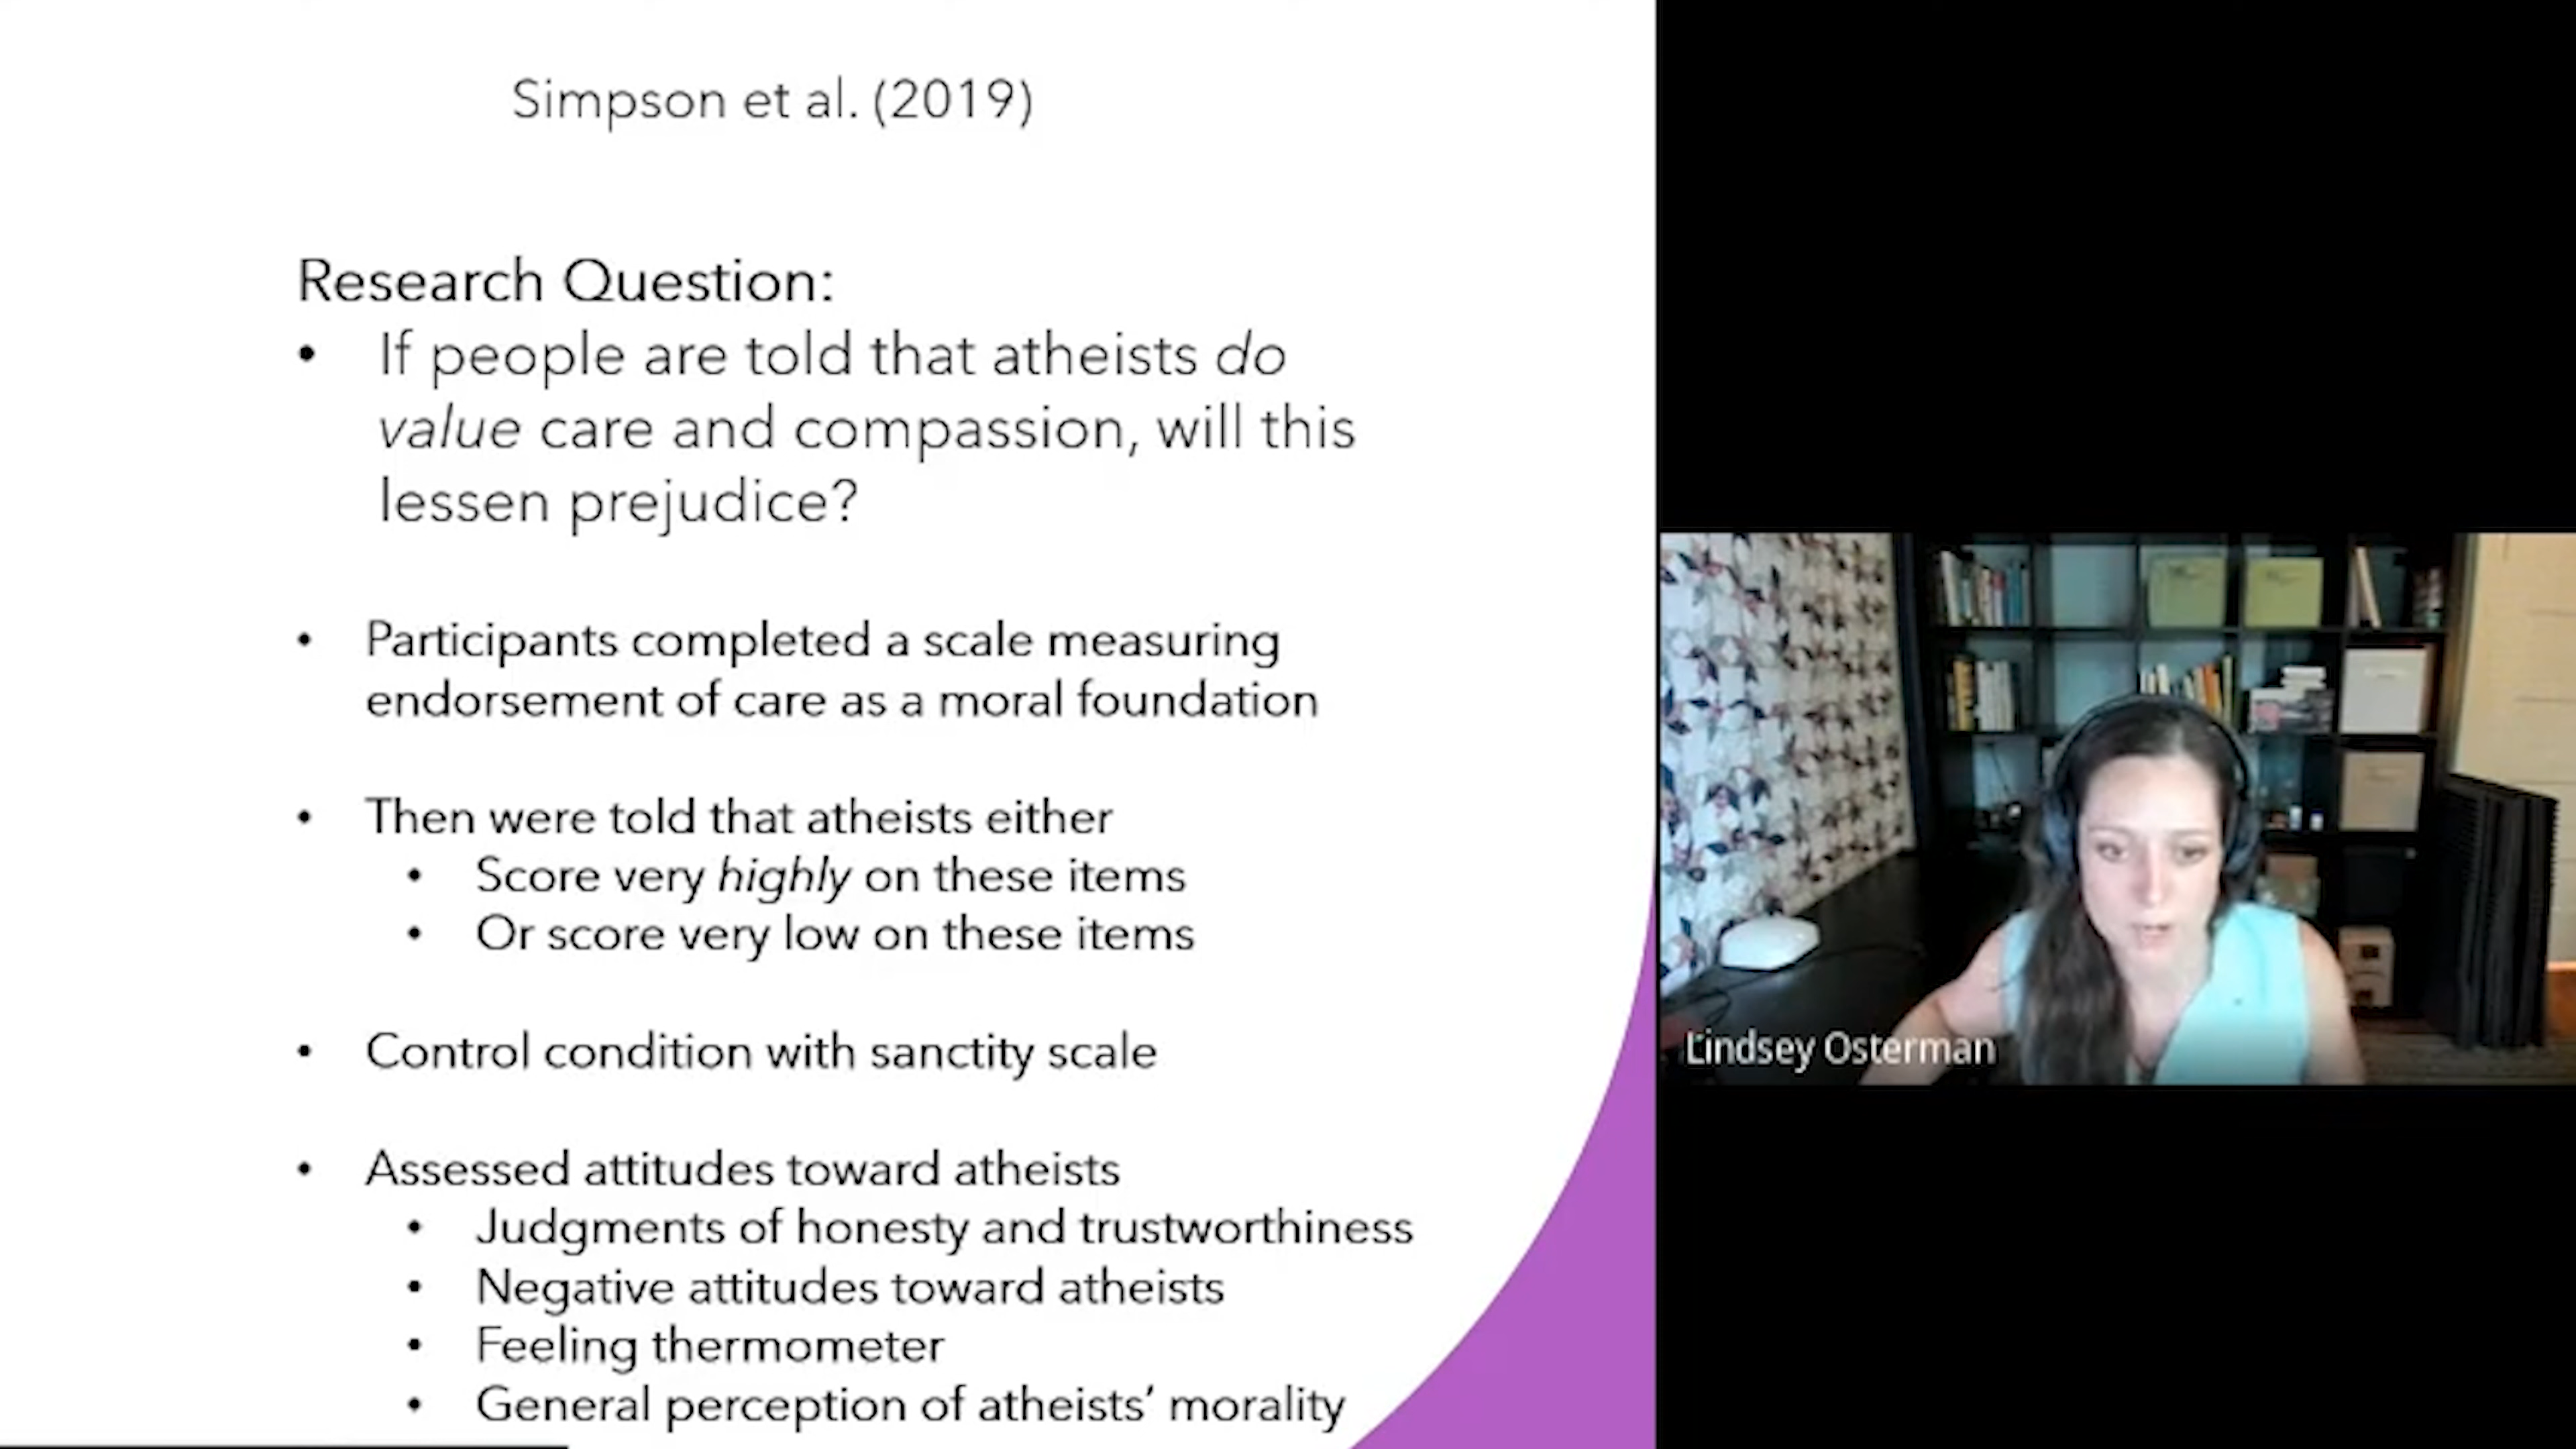 Simpson et al. (2019)
Research Question:
• If people are told that atheists do
value care and compassion, will this
lessen prejudice?
• Participants completed a scale measuring
endorsement of care as a moral foundation
• Then were told that atheists either
• Score very highly on these items
• Or score very low on these items
• Control condition with sanctity scale
• Assessed attitudes toward atheists
• Judgments of honesty and trustworthiness
• Negative attitudes toward atheists
• Feeling thermometer
• General perception of atheists’ morality
Lindsey Osterman